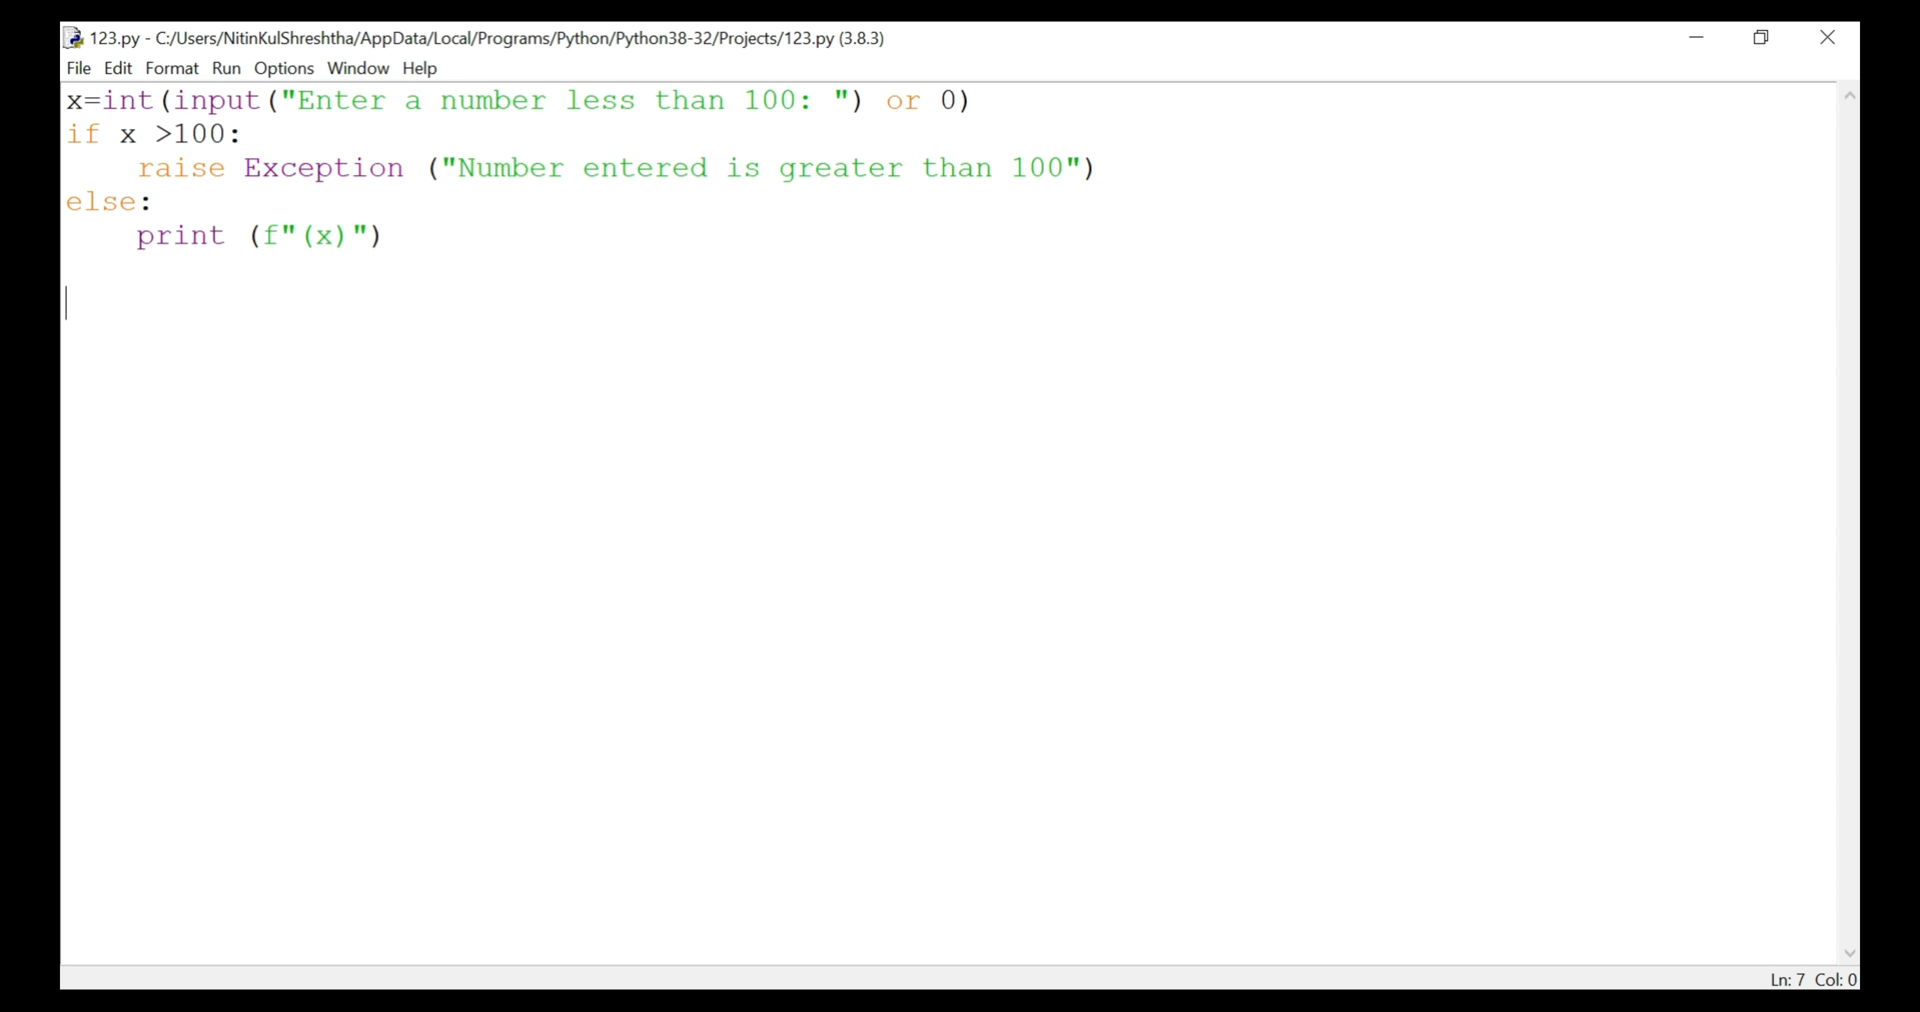 123.py - C:/Users/NitinKulShreshtha/AppData/Local/Programs/Python/Python38-32/Projects/123.py (3.8.3)
File Edit Format Run Options Window Help
x=int(input("Enter a number less than 100: ") or 0)
if x >100:
    raise Exception ("Number entered is greater than 100")
else:
    print (f"(x)")
Ln: 7 Col: 0